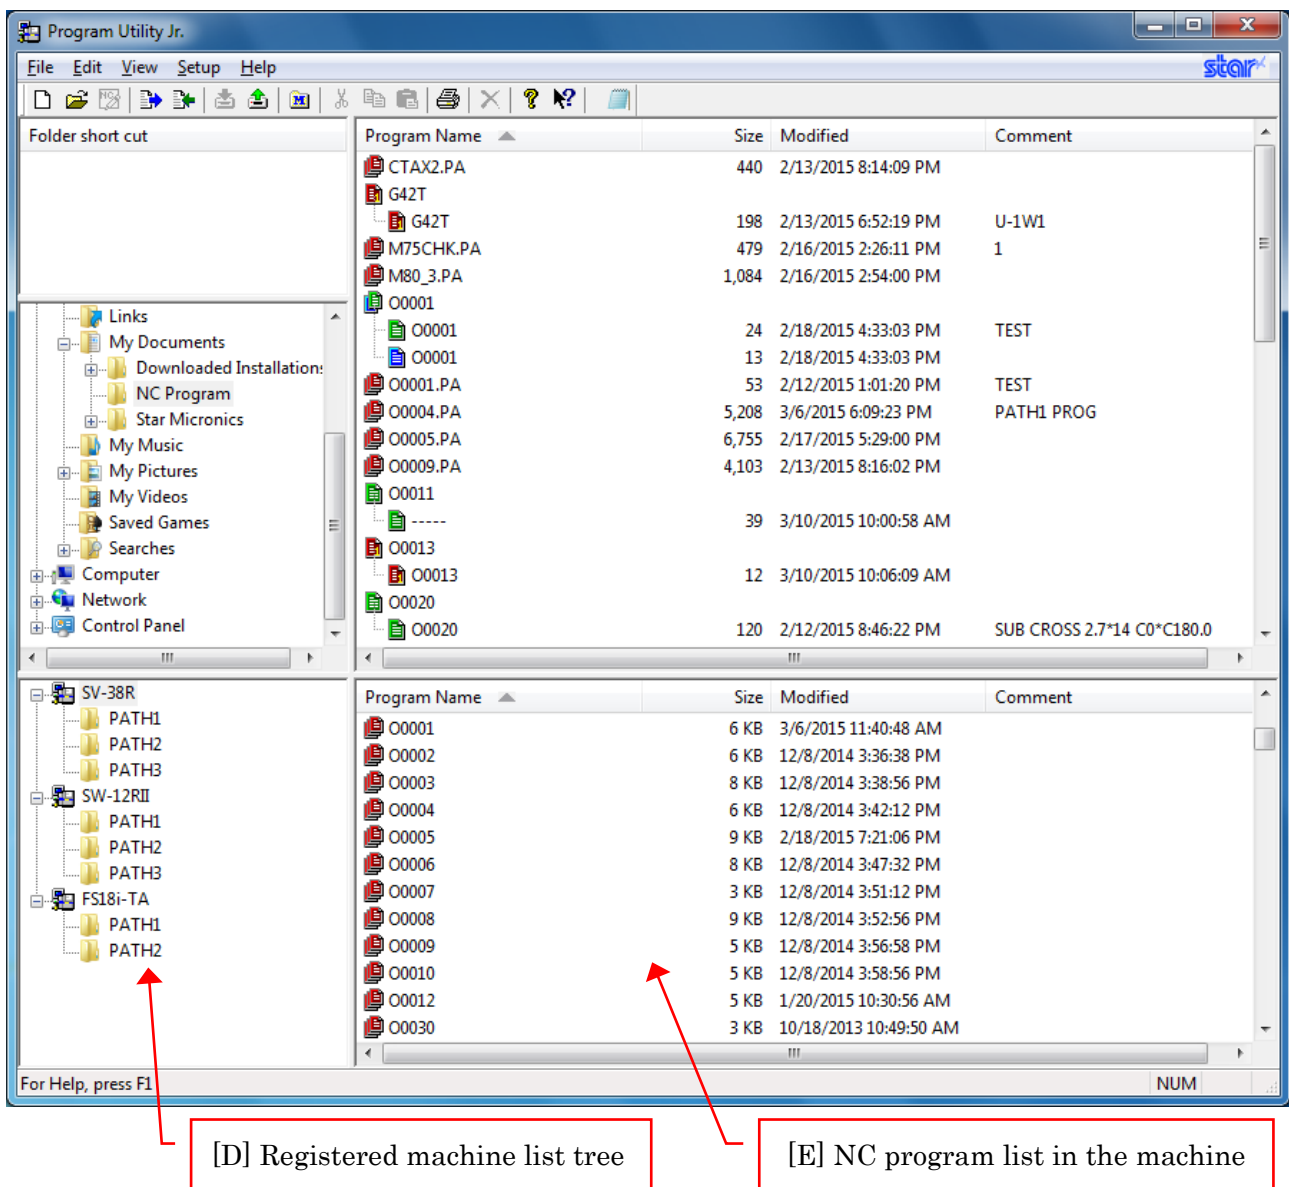 Program Utility Jr.
File Edit View Setup Help
star
Folder short cut
Program Name Size Modified Comment
CTAX2.PA 440 2/13/2015 8:14:09 PM
G42T
G42T 198 2/13/2015 6:52:19 PM U-1W1
M75CHK.PA 479 2/16/2015 2:26:11 PM 1
M80_3.PA 1,084 2/16/2015 2:54:00 PM
O0001
O0001 24 2/18/2015 4:33:03 PM TEST
O0001 13 2/18/2015 4:33:03 PM
O0001.PA 53 2/12/2015 1:01:20 PM TEST
O0004.PA 5,208 3/6/2015 6:09:23 PM PATH1 PROG
O0005.PA 6,755 2/17/2015 5:29:00 PM
O0009.PA 4,103 2/13/2015 8:16:02 PM
O0011
----- 39 3/10/2015 10:00:58 AM
O0013
O0013 12 3/10/2015 10:06:09 AM
O0020
O0020 120 2/12/2015 8:46:22 PM SUB CROSS 2.7*14 C0*C180.0
Links
My Documents
Downloaded Installation:
NC Program
Star Micronics
My Music
My Pictures
My Videos
Saved Games
Searches
Computer
Network
Control Panel
SV-38R
PATH1
PATH2
PATH3
SW-12RII
PATH1
PATH2
PATH3
FS18i-TA
PATH1
PATH2
Program Name Size Modified Comment
O0001 6 KB 3/6/2015 11:40:48 AM
O0002 6 KB 12/8/2014 3:36:38 PM
O0003 8 KB 12/8/2014 3:38:56 PM
O0004 6 KB 12/8/2014 3:42:12 PM
O0005 9 KB 2/18/2015 7:21:06 PM
O0006 8 KB 12/8/2014 3:47:32 PM
O0007 3 KB 12/8/2014 3:51:12 PM
O0008 9 KB 12/8/2014 3:52:56 PM
O0009 5 KB 12/8/2014 3:56:58 PM
O0010 5 KB 12/8/2014 3:58:56 PM
O0012 5 KB 1/20/2015 10:30:56 AM
O0030 3 KB 10/18/2013 10:49:50 AM
For Help, press F1 NUM
[D] Registered machine list tree
[E] NC program list in the machine